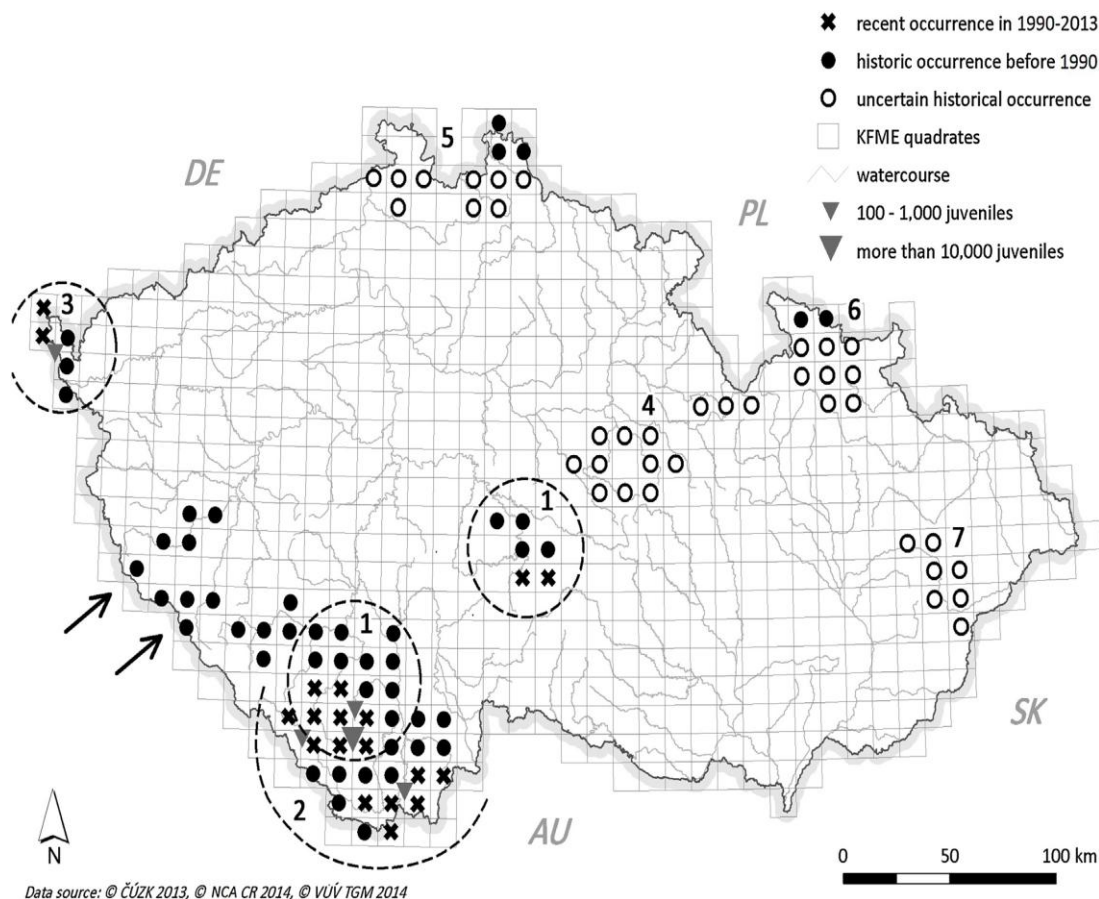 recent occurrence in 1990-2013
historic occurrence before 1990
uncertain historical occurrence
KFME quadrates
watercourse
100 - 1,000 juveniles
more than 10,000 juveniles
5
DE
PL
3
6
4
1
7
1
2
SK
AU
N
0 50 100 km
Data source: © ČÚZK 2013, © NCA CR 2014, © VÚV TGM 2014